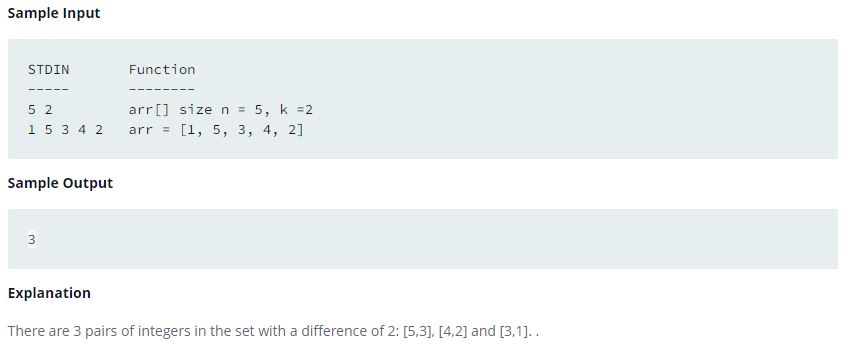 Sample Input
STDIN Function
----- --------
5 2 arr[] size n = 5, k =2
1 5 3 4 2 arr = [1, 5, 3, 4, 2]
Sample Output
3
Explanation
There are 3 pairs of integers in the set with a difference of 2: [5,3], [4,2] and [3,1]. .